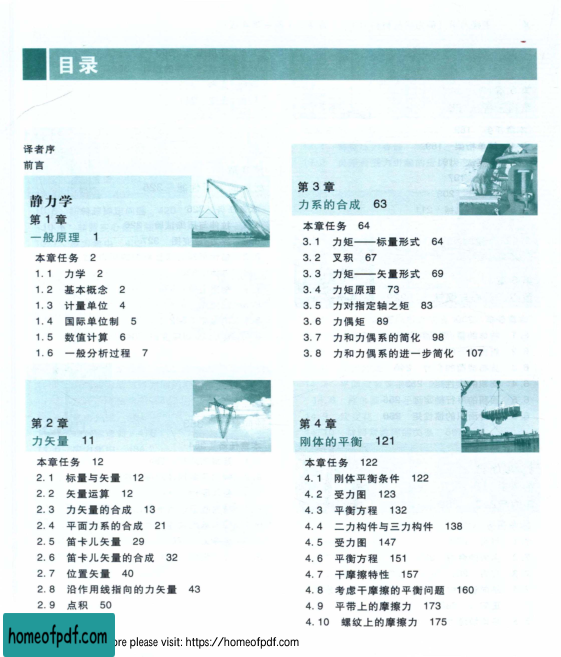 目录
译者序
前言
静力学
第 1 章
一般原理 1
本章任务 2
1.1 力学 2
1.2 基本概念 2
1.3 计量单位 4
1.4 国际单位制 5
1.5 数值计算 6
1.6 一般分析过程 7
第 2 章
力矢量 11
本章任务 12
2.1 标量与矢量 12
2.2 矢量运算 12
2.3 力矢量的合成 13
2.4 平面力系的合成 21
2.5 笛卡儿矢量 29
2.6 笛卡儿矢量的合成 32
2.7 位置矢量 40
2.8 沿作用线指向的力矢量 43
2.9 点积 50
第 3 章
力系的合成 63
本章任务 64
3.1 力矩——标量形式 64
3.2 叉积 67
3.3 力矩——矢量形式 69
3.4 力矩原理 73
3.5 力对指定轴之矩 83
3.6 力偶矩 89
3.7 力和力偶系的简化 98
3.8 力和力偶系的进一步简化 107
第 4 章
刚体的平衡 121
本章任务 122
4.1 刚体平衡条件 122
4.2 受力图 123
4.3 平衡方程 132
4.4 二力构件与三力构件 138
4.5 受力图 147
4.6 平衡方程 151
4.7 干摩擦特性 157
4.8 考虑干摩擦的平衡问题 160
4.9 平带上的摩擦力 173
4.10 螺纹上的摩擦力 175
homeofpdf.com
ore please visit: https://homeofpdf.com